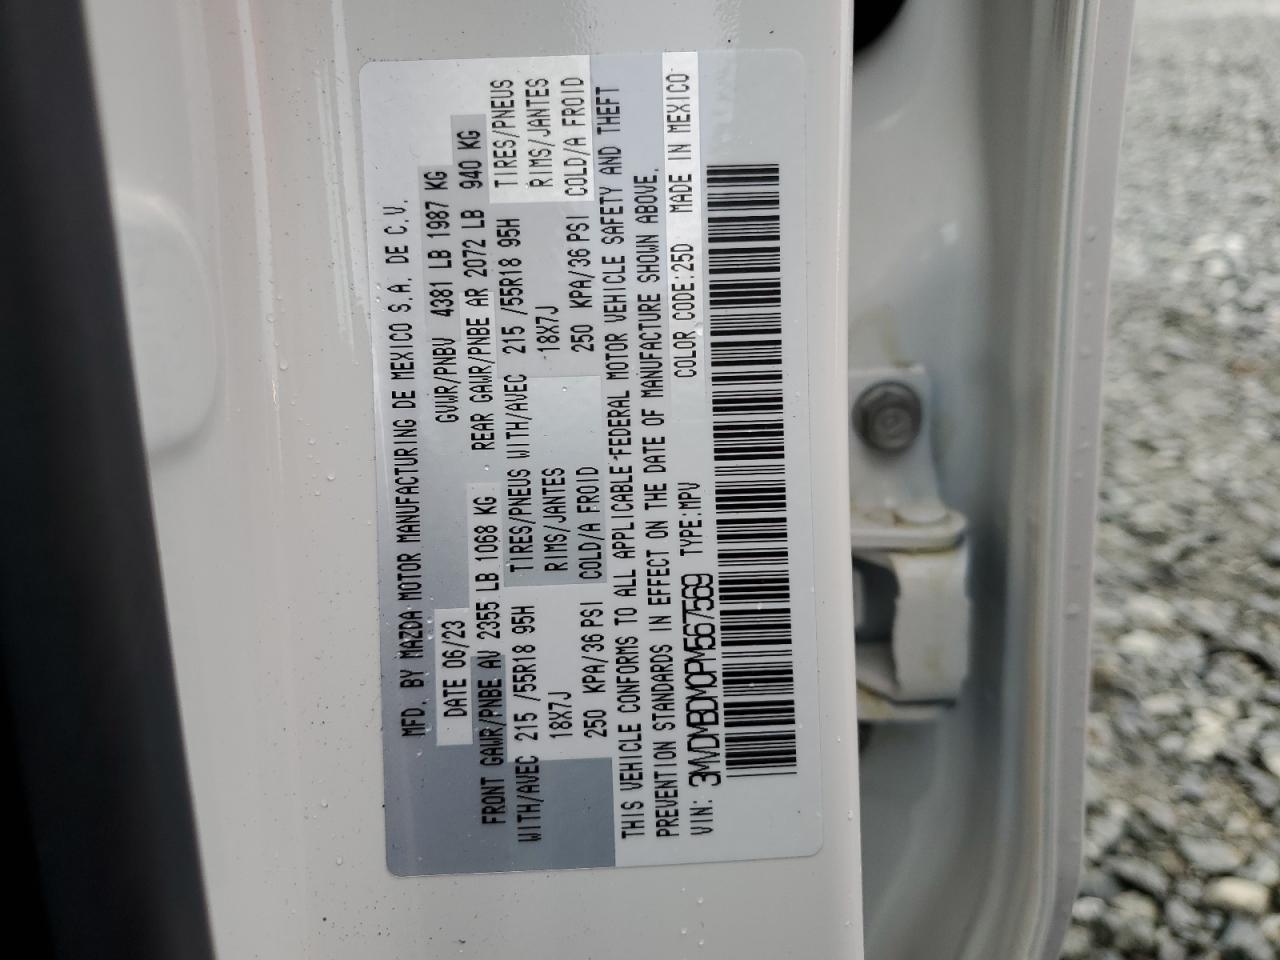 MFD. BY MAZDA MOTOR MANUFACTURING DE MEXICO S.A. DE C.V.
DATE 06/23 GVWR/PNBV 4381 LB 1987 KG
FRONT GAWR/PNBE AV 2355 LB 1068 KG REAR GAWR/PNBE AR 2072 LB 940 KG
WITH/AVEC 215 /55R18 95H TIRES/PNEUS WITH/AVEC 215 /55R18 95H TIRES/PNEUS
18X7J RIMS/JANTES 18X7J RIMS/JANTES
250 KPA/36 PSI COLD/A FROID 250 KPA/36 PSI COLD/A FROID
THIS VEHICLE CONFORMS TO ALL APPLICABLE FEDERAL MOTOR VEHICLE SAFETY AND THEFT
PREVENTION STANDARDS IN EFFECT ON THE DATE OF MANUFACTURE SHOWN ABOVE.
VIN: 3MVDMBDM0PM567569 TYPE:MPV COLOR CODE:25D MADE IN MEXICO